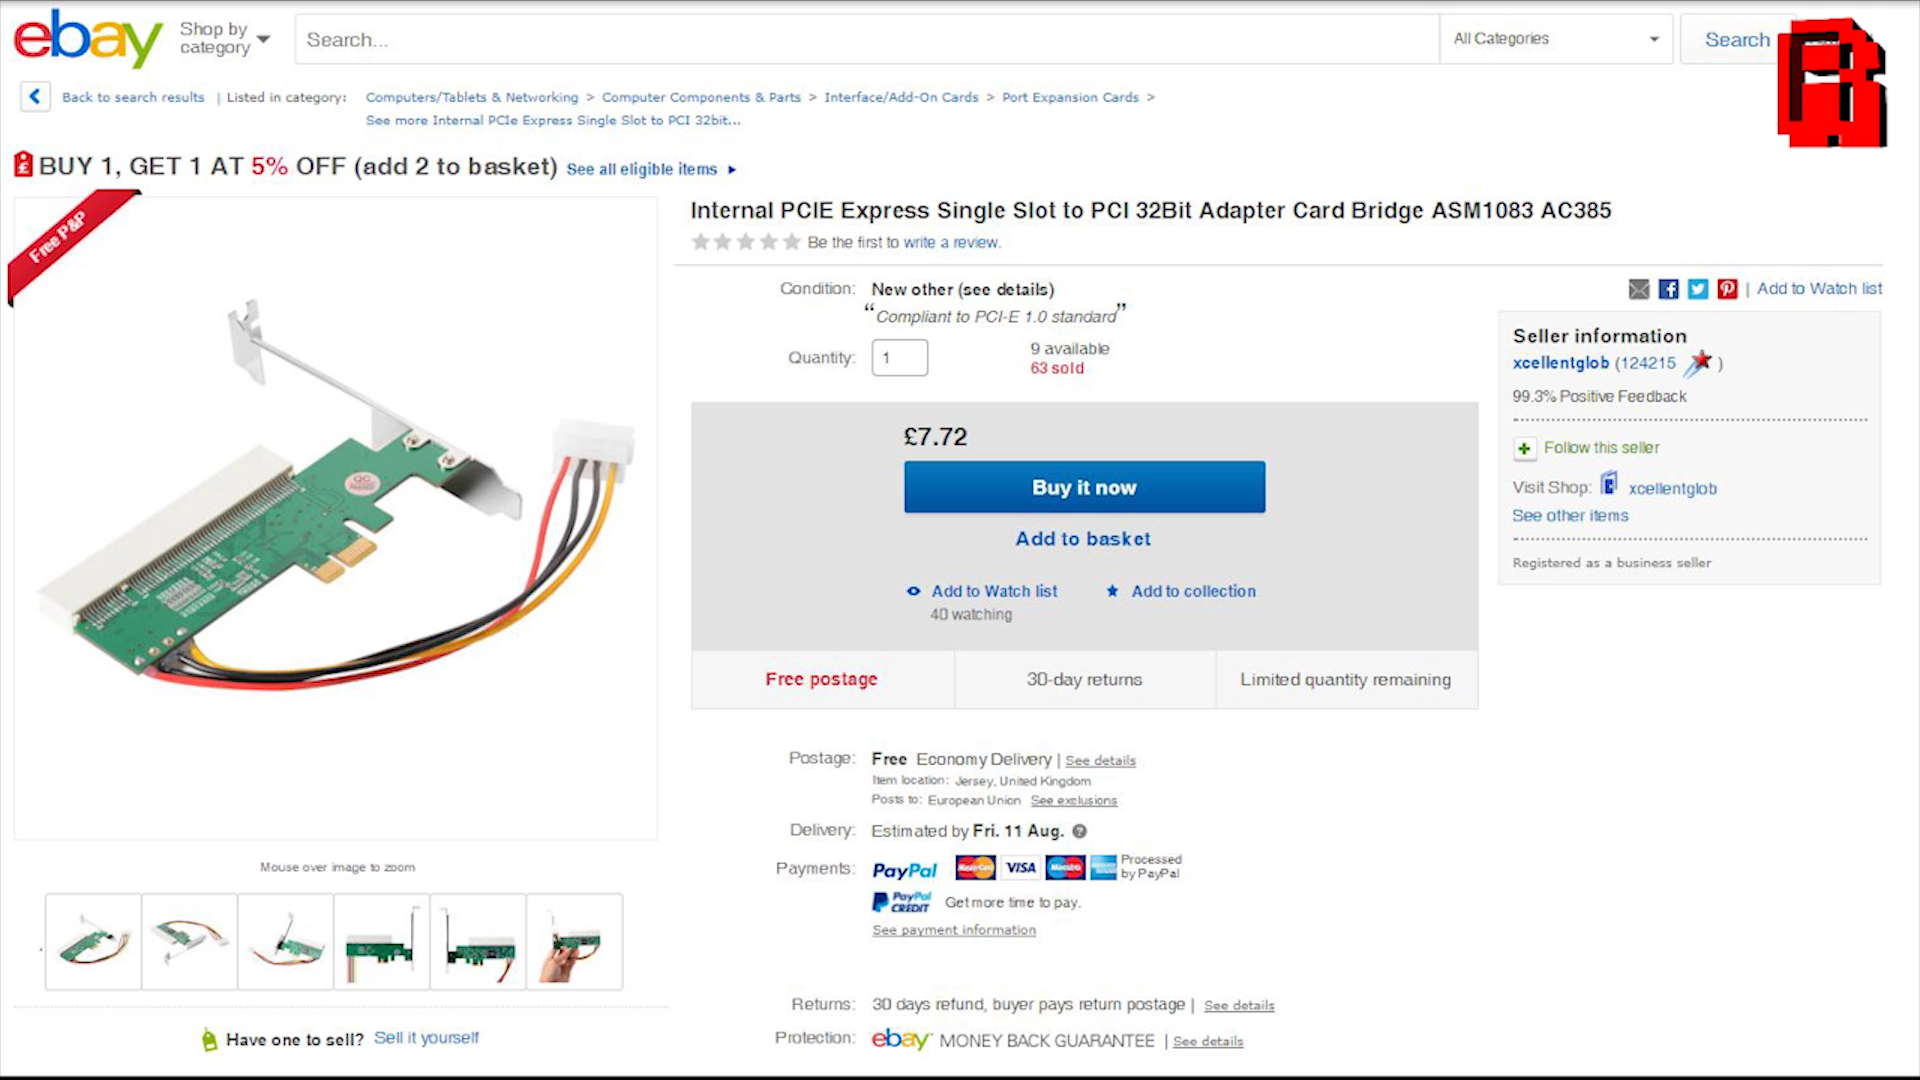 ebay
Shop by
category
Search...
All Categories
Search
Back to search results | Listed in category:
Computers/Tablets & Networking > Computer Components & Parts > Interface/Add-On Cards > Port Expansion Cards >
See more Internal PCIe Express Single Slot to PCI 32bit...
BUY 1, GET 1 AT 5% OFF (add 2 to basket) See all eligible items
Free P&P
Internal PCIE Express Single Slot to PCI 32Bit Adapter Card Bridge ASM1083 AC385
Be the first to write a review.
Condition: New other (see details)
“Compliant to PCI-E 1.0 standard”
Quantity: 1
9 available
63 sold
£7.72
Buy it now
Add to basket
Add to Watch list
40 watching
Add to collection
Free postage
30-day returns
Limited quantity remaining
| Add to Watch list
Seller information
xcellentglob (124215 )
99.3% Positive Feedback
Follow this seller
Visit Shop: xcellentglob
See other items
Registered as a business seller
QC
Postage: Free Economy Delivery | See details
Item location: Jersey, United Kingdom
Posts to: European Union See exclusions
Delivery: Estimated by Fri. 11 Aug.
Payments: PayPal MasterCard VISA Maestro Processed
by PayPal
PayPal
CREDIT Get more time to pay.
See payment information
Returns: 30 days refund, buyer pays return postage | See details
Protection: ebay MONEY BACK GUARANTEE | See details
Mouse over image to zoom
Have one to sell? Sell it yourself